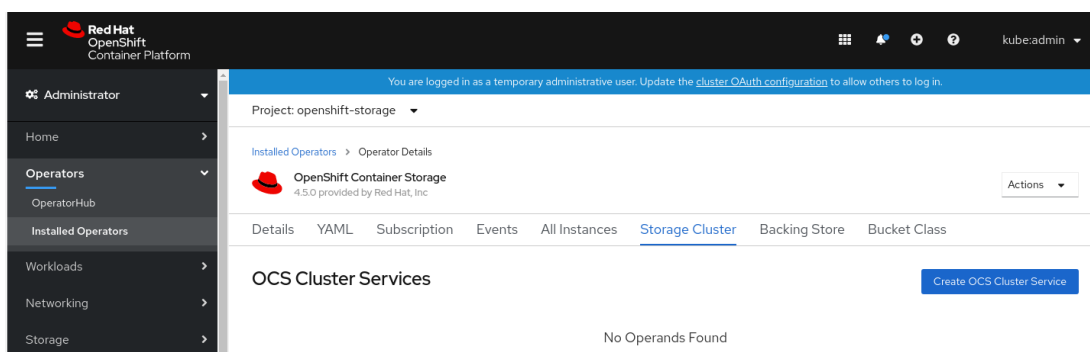 Red Hat
OpenShift
Container Platform
kube:admin
You are logged in as a temporary administrative user. Update the cluster OAuth configuration to allow others to log in.
Administrator
Project: openshift-storage
Home
Installed Operators > Operator Details
Operators
OpenShift Container Storage
4.5.0 provided by Red Hat, Inc
Actions
OperatorHub
Installed Operators
Details YAML Subscription Events All Instances Storage Cluster Backing Store Bucket Class
Workloads
OCS Cluster Services
Create OCS Cluster Service
Networking
Storage
No Operands Found